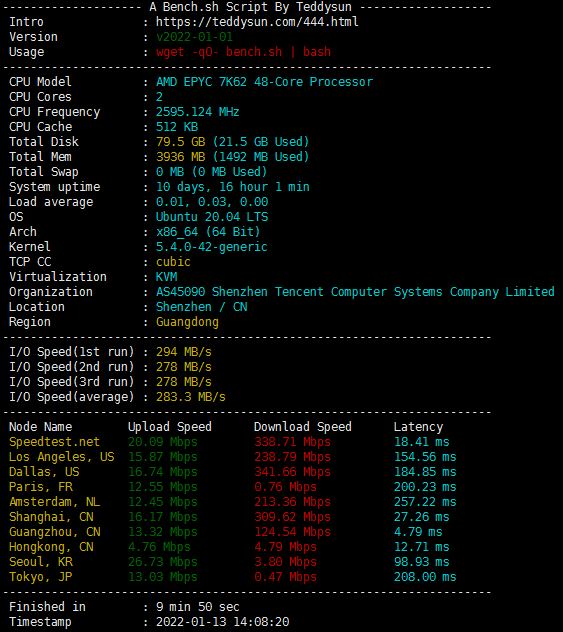 -------------------- A Bench.sh Script By Teddysun -------------------
Intro : https://teddysun.com/444.html
Version : v2022-01-01
Usage : wget -qO- bench.sh | bash
----------------------------------------------------------------------
CPU Model : AMD EPYC 7K62 48-Core Processor
CPU Cores : 2
CPU Frequency : 2595.124 MHz
CPU Cache : 512 KB
Total Disk : 79.5 GB (21.5 GB Used)
Total Mem : 3936 MB (1492 MB Used)
Total Swap : 0 MB (0 MB Used)
System uptime : 10 days, 16 hour 1 min
Load average : 0.01, 0.03, 0.00
OS : Ubuntu 20.04 LTS
Arch : x86_64 (64 Bit)
Kernel : 5.4.0-42-generic
TCP CC : cubic
Virtualization : KVM
Organization : AS45090 Shenzhen Tencent Computer Systems Company Limited
Location : Shenzhen / CN
Region : Guangdong
----------------------------------------------------------------------
I/O Speed(1st run) : 294 MB/s
I/O Speed(2nd run) : 278 MB/s
I/O Speed(3rd run) : 278 MB/s
I/O Speed(average) : 283.3 MB/s
----------------------------------------------------------------------
Node Name Upload Speed Download Speed Latency
Speedtest.net 20.09 Mbps 338.71 Mbps 18.41 ms
Los Angeles, US 15.87 Mbps 238.79 Mbps 154.56 ms
Dallas, US 16.74 Mbps 341.66 Mbps 184.85 ms
Paris, FR 12.55 Mbps 0.76 Mbps 200.23 ms
Amsterdam, NL 12.45 Mbps 213.36 Mbps 257.22 ms
Shanghai, CN 16.17 Mbps 309.62 Mbps 27.26 ms
Guangzhou, CN 13.32 Mbps 124.54 Mbps 4.79 ms
Hongkong, CN 4.76 Mbps 4.79 Mbps 12.71 ms
Seoul, KR 26.73 Mbps 3.80 Mbps 98.93 ms
Tokyo, JP 13.03 Mbps 0.47 Mbps 208.00 ms
----------------------------------------------------------------------
Finished in : 9 min 50 sec
Timestamp : 2022-01-13 14:08:20
----------------------------------------------------------------------